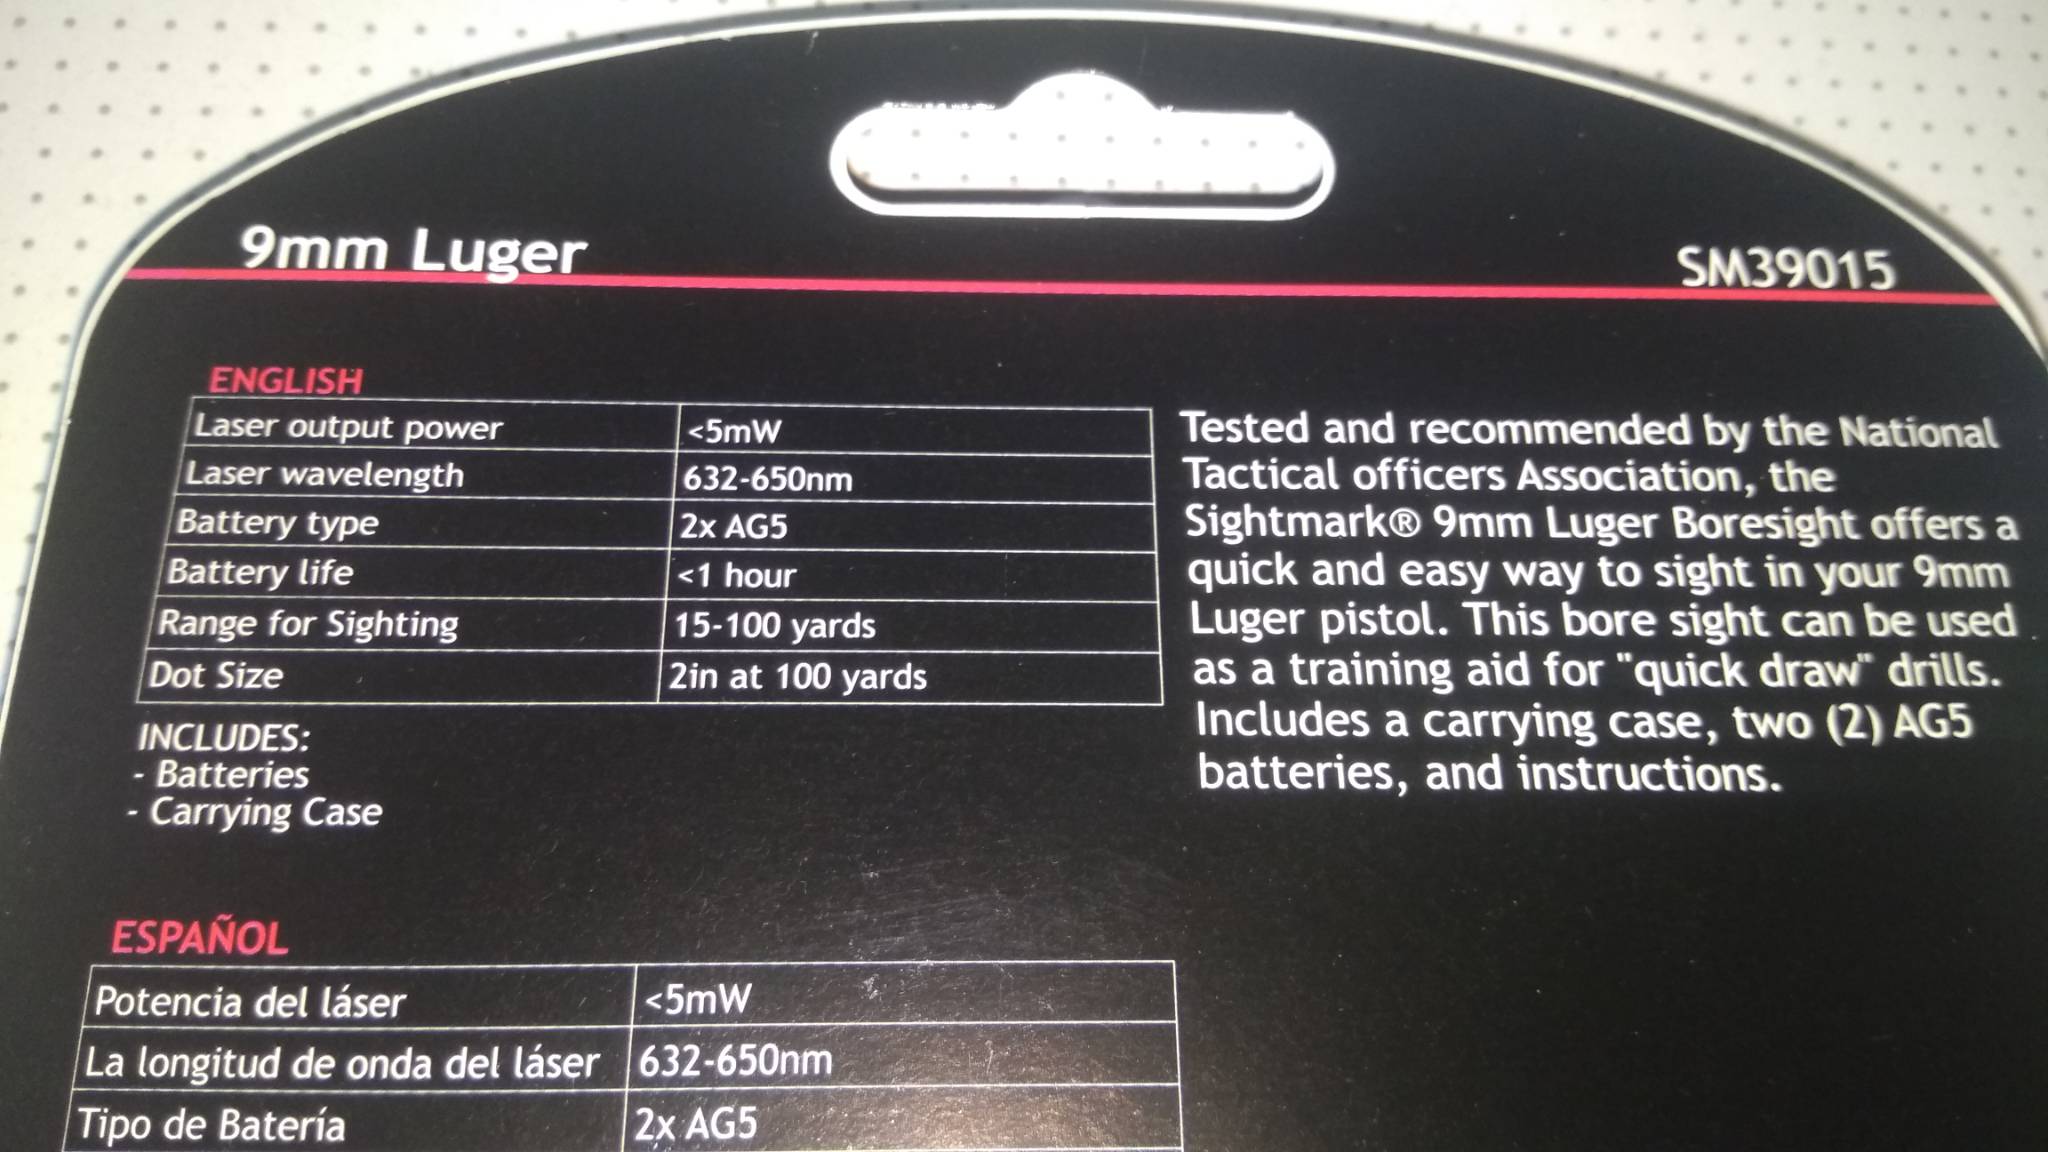 9mm Luger
SM39015
ENGLISH
Laser output power <5mW
Laser wavelength 632-650nm
Battery type 2x AG5
Battery life <1 hour
Range for Sighting 15-100 yards
Dot Size 2in at 100 yards
INCLUDES:
- Batteries
- Carrying Case
Tested and recommended by the National
Tactical officers Association, the
Sightmark® 9mm Luger Boresight offers a
quick and easy way to sight in your 9mm
Luger pistol. This bore sight can be used
as a training aid for "quick draw" drills.
Includes a carrying case, two (2) AG5
batteries, and instructions.
ESPAÑOL
Potencia del láser <5mW
La longitud de onda del láser 632-650nm
Tipo de Batería 2x AG5